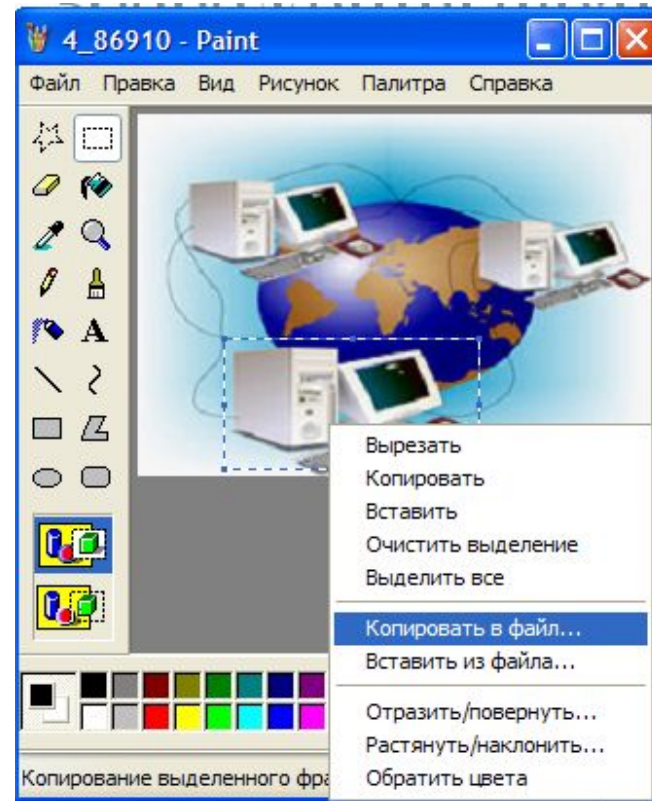 4_86910 - Paint
Файл Правка Вид Рисунок Палитра Справка
A
Вырезать
Копировать
Вставить
Очистить выделение
Выделить все
Копировать в файл...
Вставить из файла...
Отразить/повернуть...
Растянуть/наклонить...
Обратить цвета
Копирование выделенного